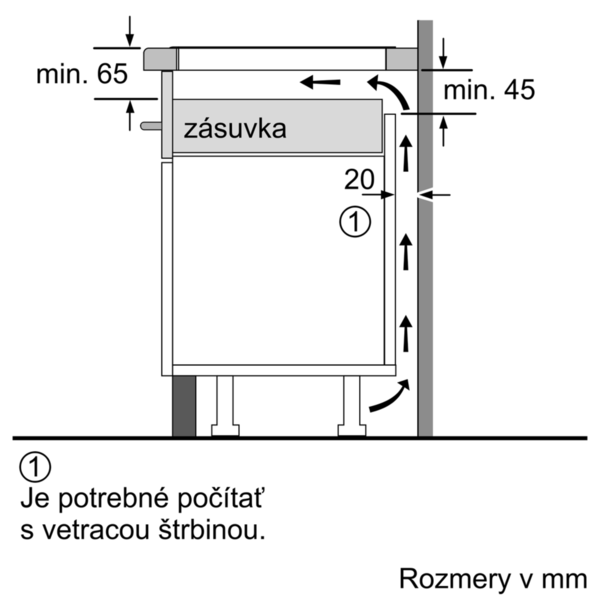 min. 65
min. 45
zásuvka
20
1
1
Je potrebné počítať
s vetracou štrbinou.
Rozmery v mm